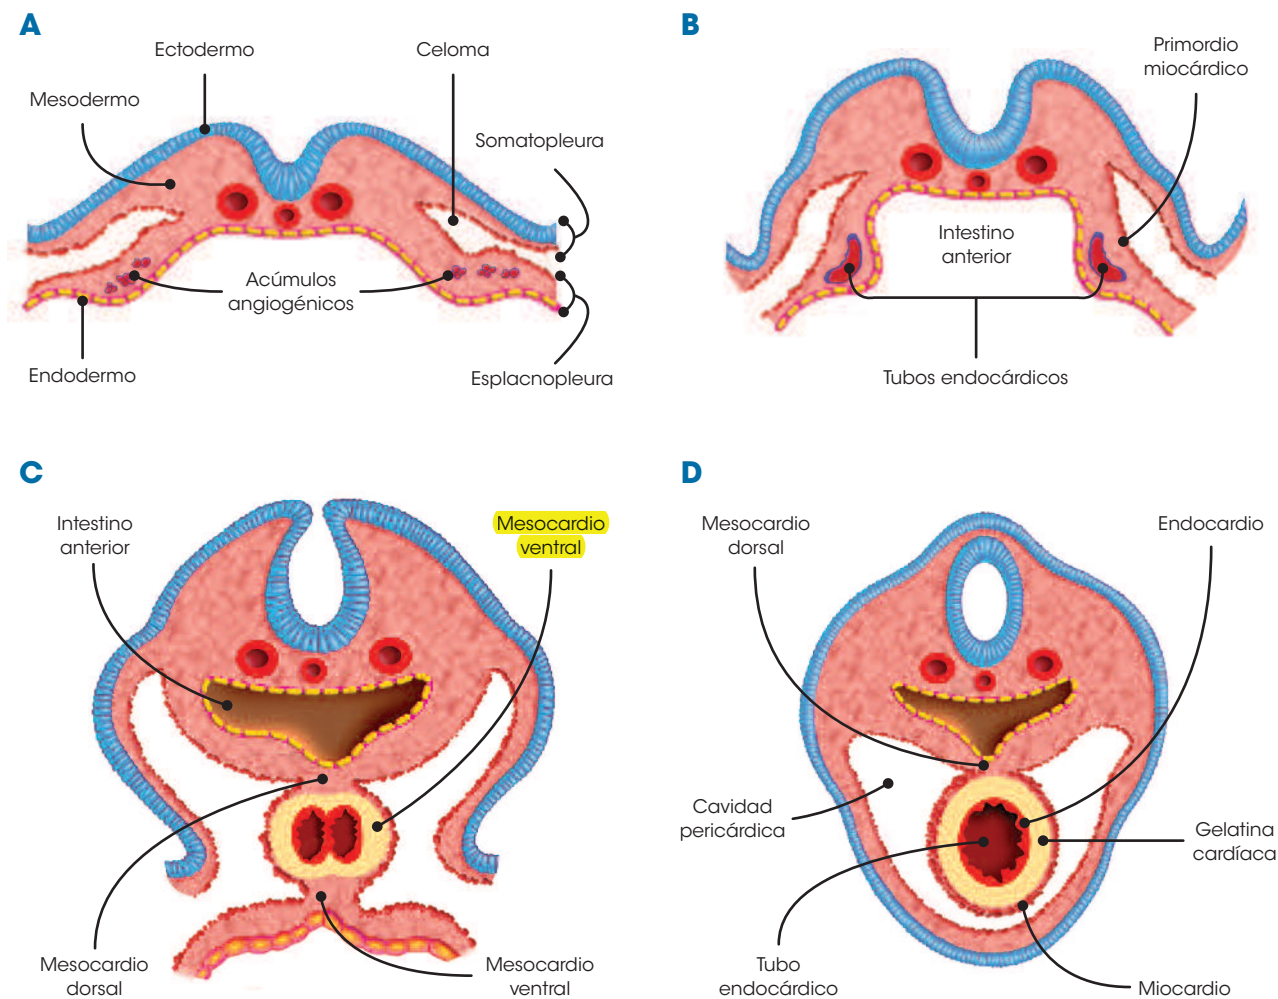 A
Ectodermo
Celoma
Mesodermo
Somatopleura
Acúmulos
angiogénicos
Endodermo
Esplacnopleura
B
Primordio
miocárdico
Intestino
anterior
Tubos endocárdicos
C
Intestino
anterior
Mesocardio
ventral
Mesocardio
dorsal
Mesocardio
ventral
D
Mesocardio
dorsal
Endocardio
Cavidad
pericárdica
Gelatina
cardíaca
Tubo
endocárdico
Miocardio